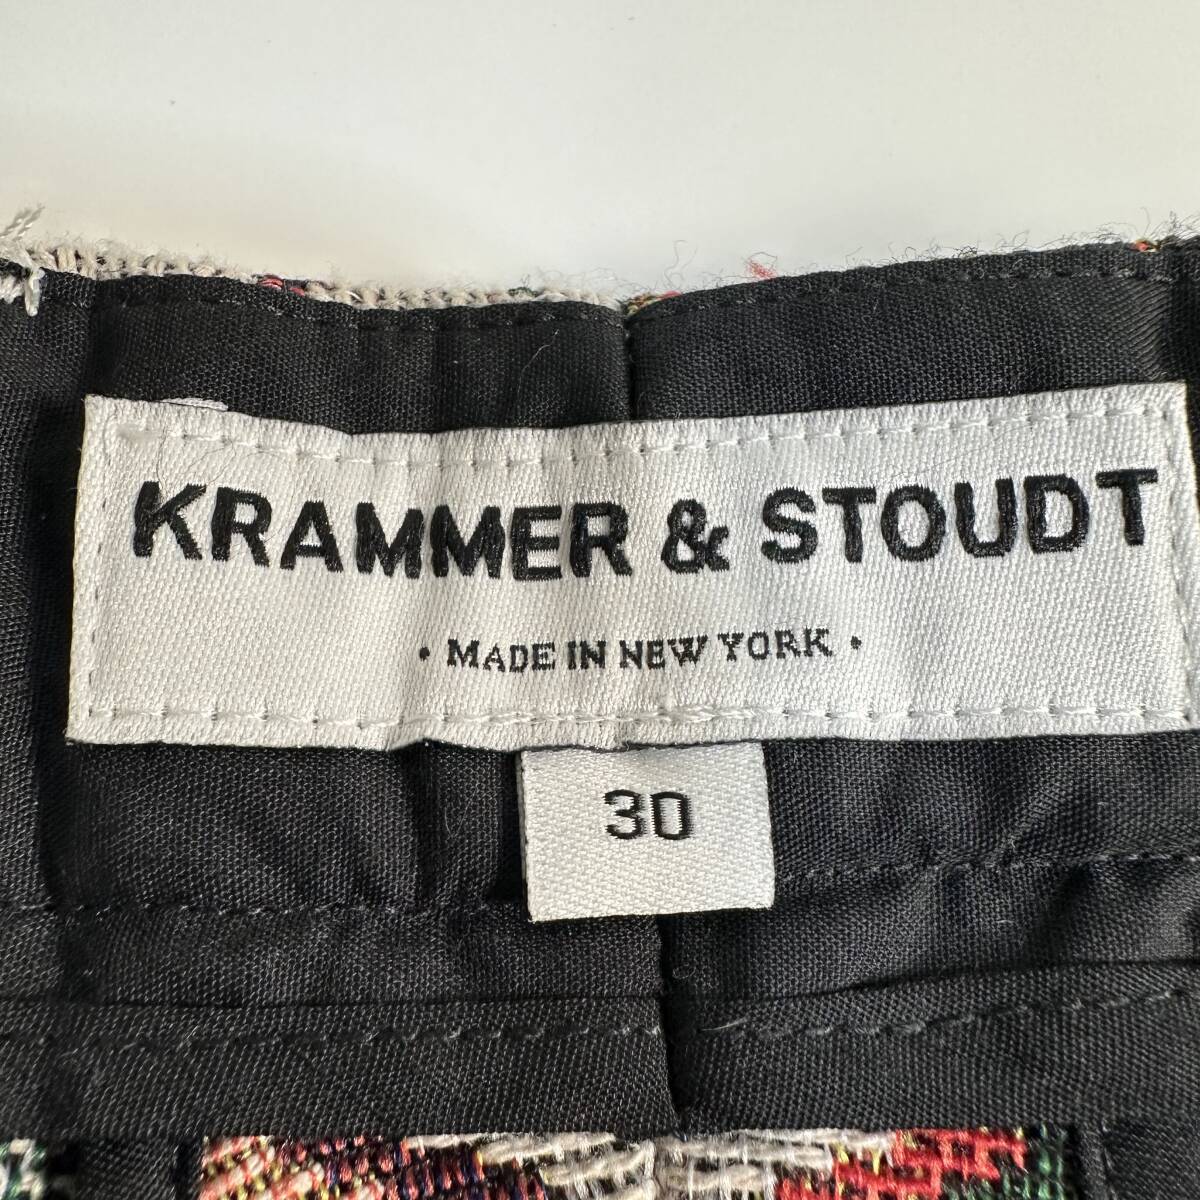 KRAMMER & STOUDT
• MADE IN NEW YORK •
30